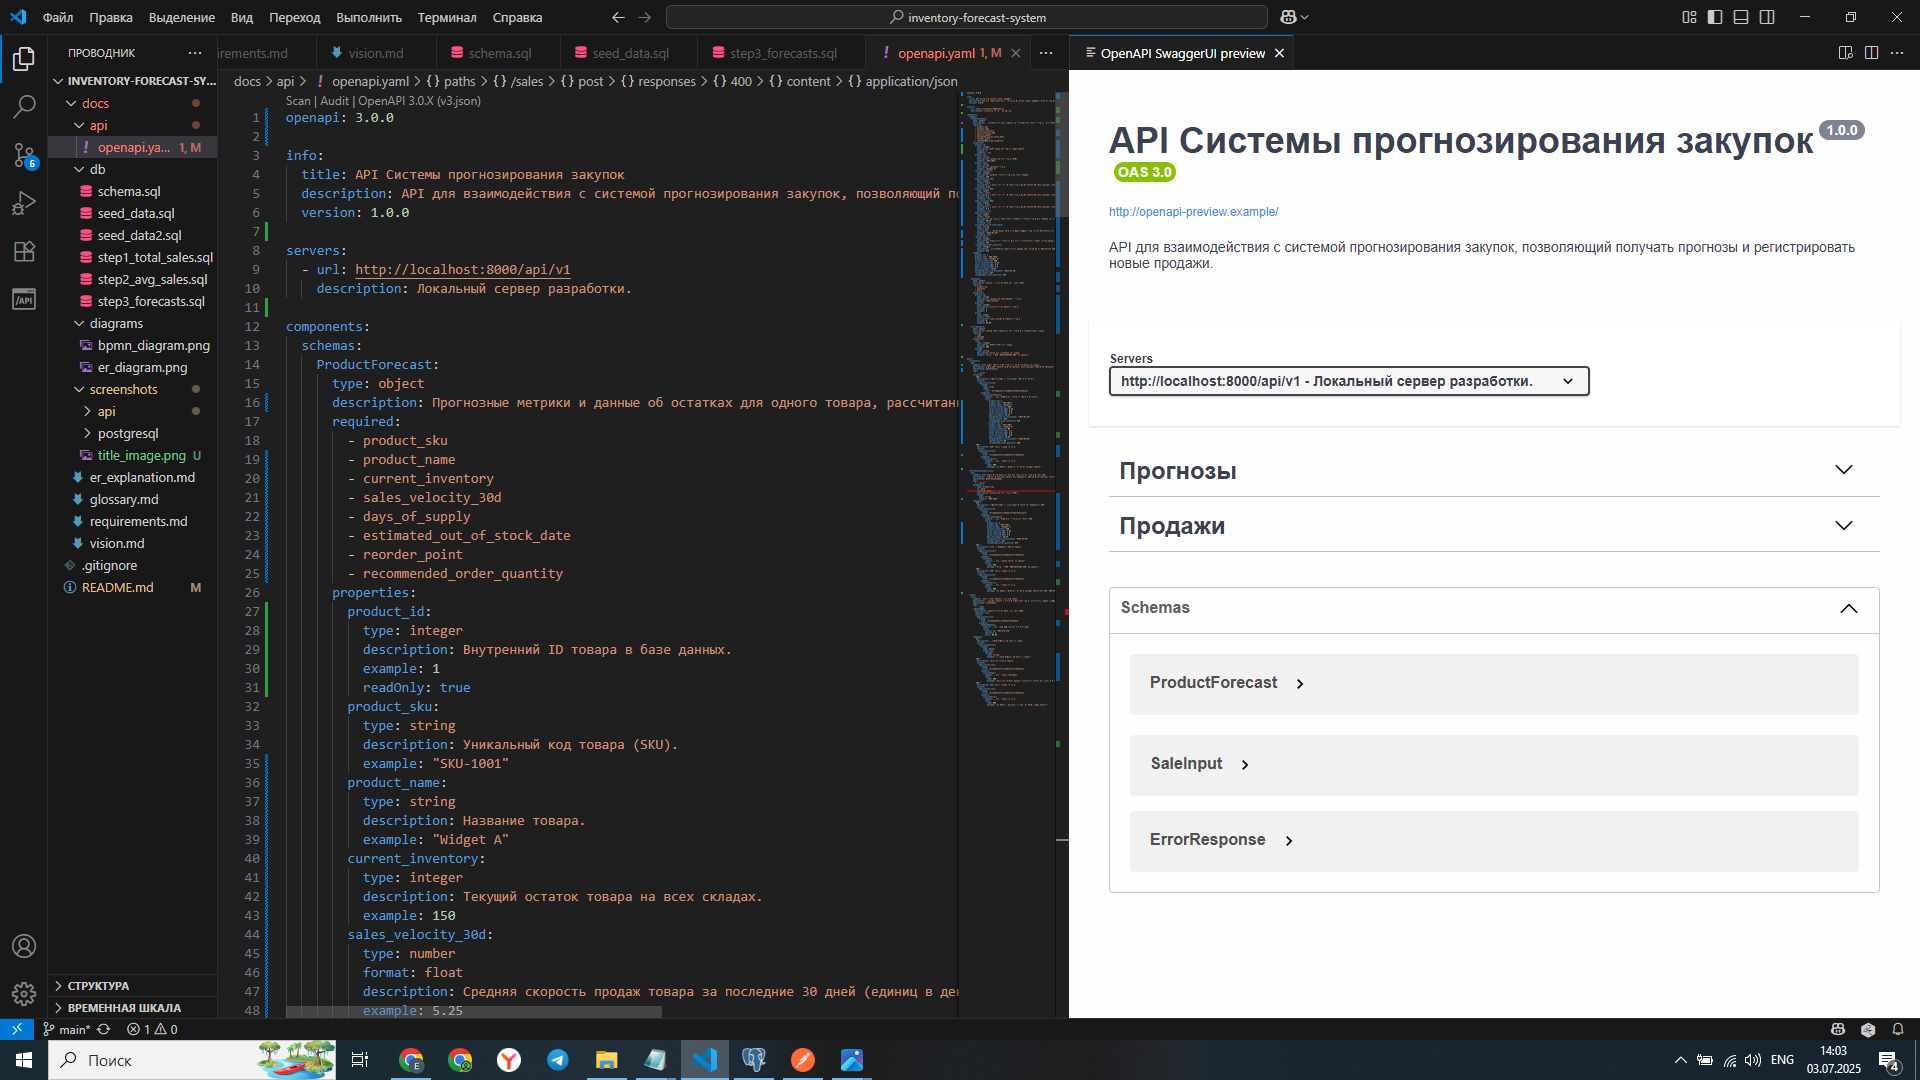 Файл Правка Выделение Вид Переход Выполнить Терминал Справка
inventory-forecast-system
ПРОВОДНИК
INVENTORY-FORECAST-SY...
docs
api
openapi.ya... 1, M
db
schema.sql
seed_data.sql
seed_data2.sql
step1_total_sales.sql
step2_avg_sales.sql
step3_forecasts.sql
diagrams
bpmn_diagram.png
er_diagram.png
screenshots
api
postgresql
title_image.png U
er_explanation.md
glossary.md
requirements.md
vision.md
.gitignore
README.md M
СТРУКТУРА
ВРЕМЕННАЯ ШКАЛА
/API
6
irements.md vision.md schema.sql seed_data.sql step3_forecasts.sql openapi.yaml 1, M
docs > api > ! openapi.yaml > {} paths > {} /sales > {} post > {} responses > {} 400 > {} content > {} application/json
Scan | Audit | OpenAPI 3.0.X (v3.json)
1 openapi: 3.0.0
2
3 info:
4 title: API Системы прогнозирования закупок
5 description: API для взаимодействия с системой прогнозирования закупок, позволяющий по
6 version: 1.0.0
7
8 servers:
9 - url: http://localhost:8000/api/v1
10 description: Локальный сервер разработки.
11
12 components:
13 schemas:
14 ProductForecast:
15 type: object
16 description: Прогнозные метрики и данные об остатках для одного товара, рассчитан
17 required:
18 - product_sku
19 - product_name
20 - current_inventory
21 - sales_velocity_30d
22 - days_of_supply
23 - estimated_out_of_stock_date
24 - reorder_point
25 - recommended_order_quantity
26 properties:
27 product_id:
28 type: integer
29 description: Внутренний ID товара в базе данных.
30 example: 1
31 readOnly: true
32 product_sku:
33 type: string
34 description: Уникальный код товара (SKU).
35 example: "SKU-1001"
36 product_name:
37 type: string
38 description: Название товара.
39 example: "Widget A"
40 current_inventory:
41 type: integer
42 description: Текущий остаток товара на всех складах.
43 example: 150
44 sales_velocity_30d:
45 type: number
46 format: float
47 description: Средняя скорость продаж товара за последние 30 дней (единиц в де
48 example: 5.25
OpenAPI SwaggerUI preview
API Системы прогнозирования закупок 1.0.0
OAS 3.0
http://openapi-preview.example/
API для взаимодействия с системой прогнозирования закупок, позволяющий получать прогнозы и регистрировать
новые продажи.
Servers
http://localhost:8000/api/v1 - Локальный сервер разработки.
Прогнозы
Продажи
Schemas
ProductForecast
SaleInput
ErrorResponse
main* 1 0
Поиск
ENG
14:03
03.07.2025
4